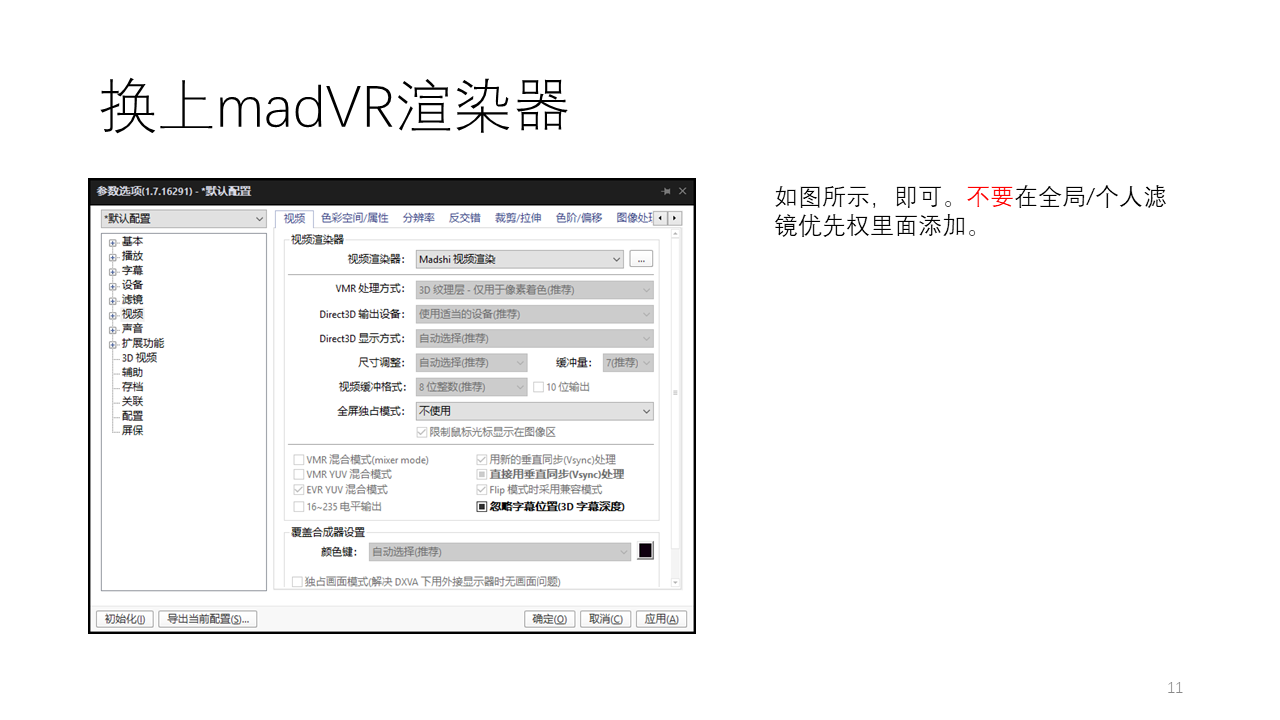 换上madVR渲染器
参数选项(1.7.16291) - *默认配置
*默认配置
基本
播放
字幕
设备
滤镜
视频
声音
扩展功能
3D 视频
辅助
存档
关联
配置
屏保
视频 色彩空间/属性 分辨率 反交错 裁剪/拉伸 色阶/偏移 图像处理
视频渲染器
视频渲染器: Madshi 视频渲染 ...
VMR 处理方式: 3D 纹理层 - 仅用于像素着色(推荐)
Direct3D 输出设备: 使用适当的设备(推荐)
Direct3D 显示方式: 自动选择(推荐)
尺寸调整: 自动选择(推荐) 缓冲量: 7(推荐)
视频缓冲格式: 8 位整数(推荐) 10 位输出
全屏独占模式: 不使用
限制鼠标光标显示在图像区
VMR 混合模式(mixer mode) 用新的垂直同步(Vsync)处理
VMR YUV 混合模式 直接用垂直同步(Vsync)处理
EVR YUV 混合模式 Flip 模式时采用兼容模式
16~235 电平输出 忽略字幕位置(3D 字幕深度)
覆盖合成器设置
颜色键: 自动选择(推荐)
独占画面模式(解决 DXVA 下用外接显示器时无画面问题)
初始化(I) 导出当前配置(S)... 确定(O) 取消(C) 应用(A)
如图所示，即可。不要在全局/个人滤
镜优先权里面添加。
11